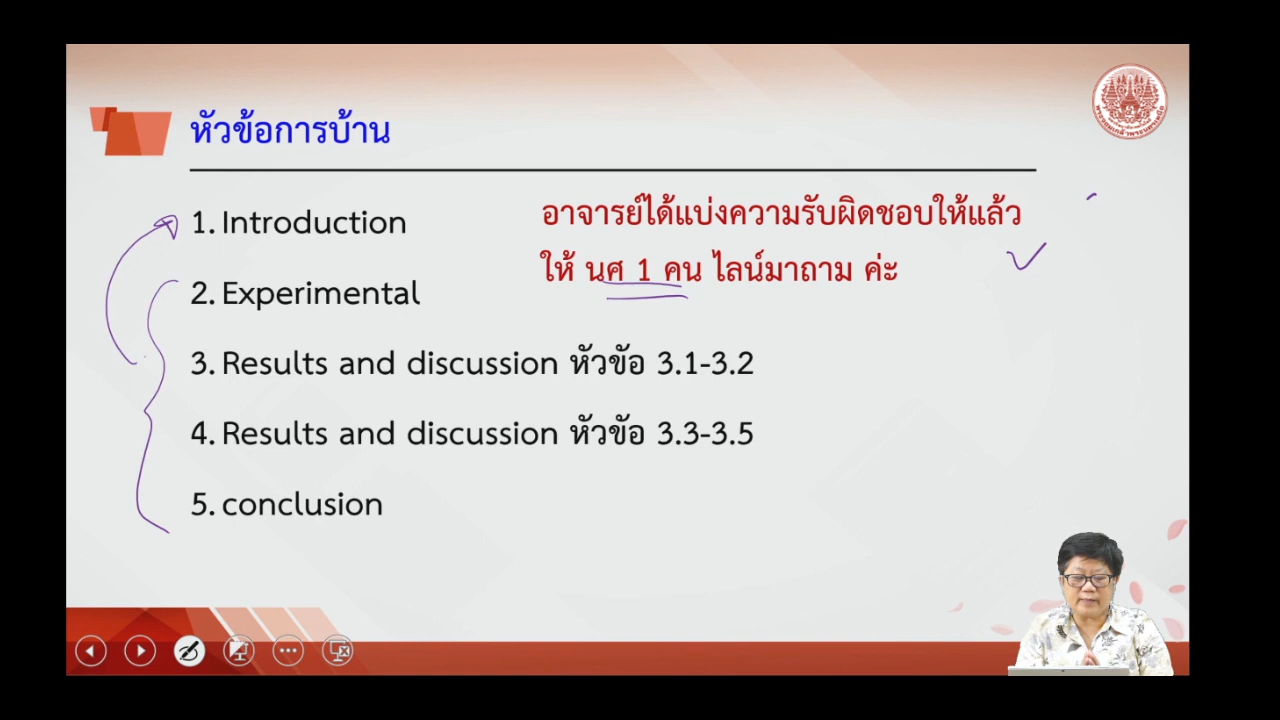 หัวข้อการบ้าน
1. Introduction
อาจารย์ได้แบ่งความรับผิดชอบให้แล้ว
ให้ นศ 1 คน ไลน์มาถาม ค่ะ
2. Experimental
3. Results and discussion หัวข้อ 3.1-3.2
4. Results and discussion หัวข้อ 3.3-3.5
5. conclusion